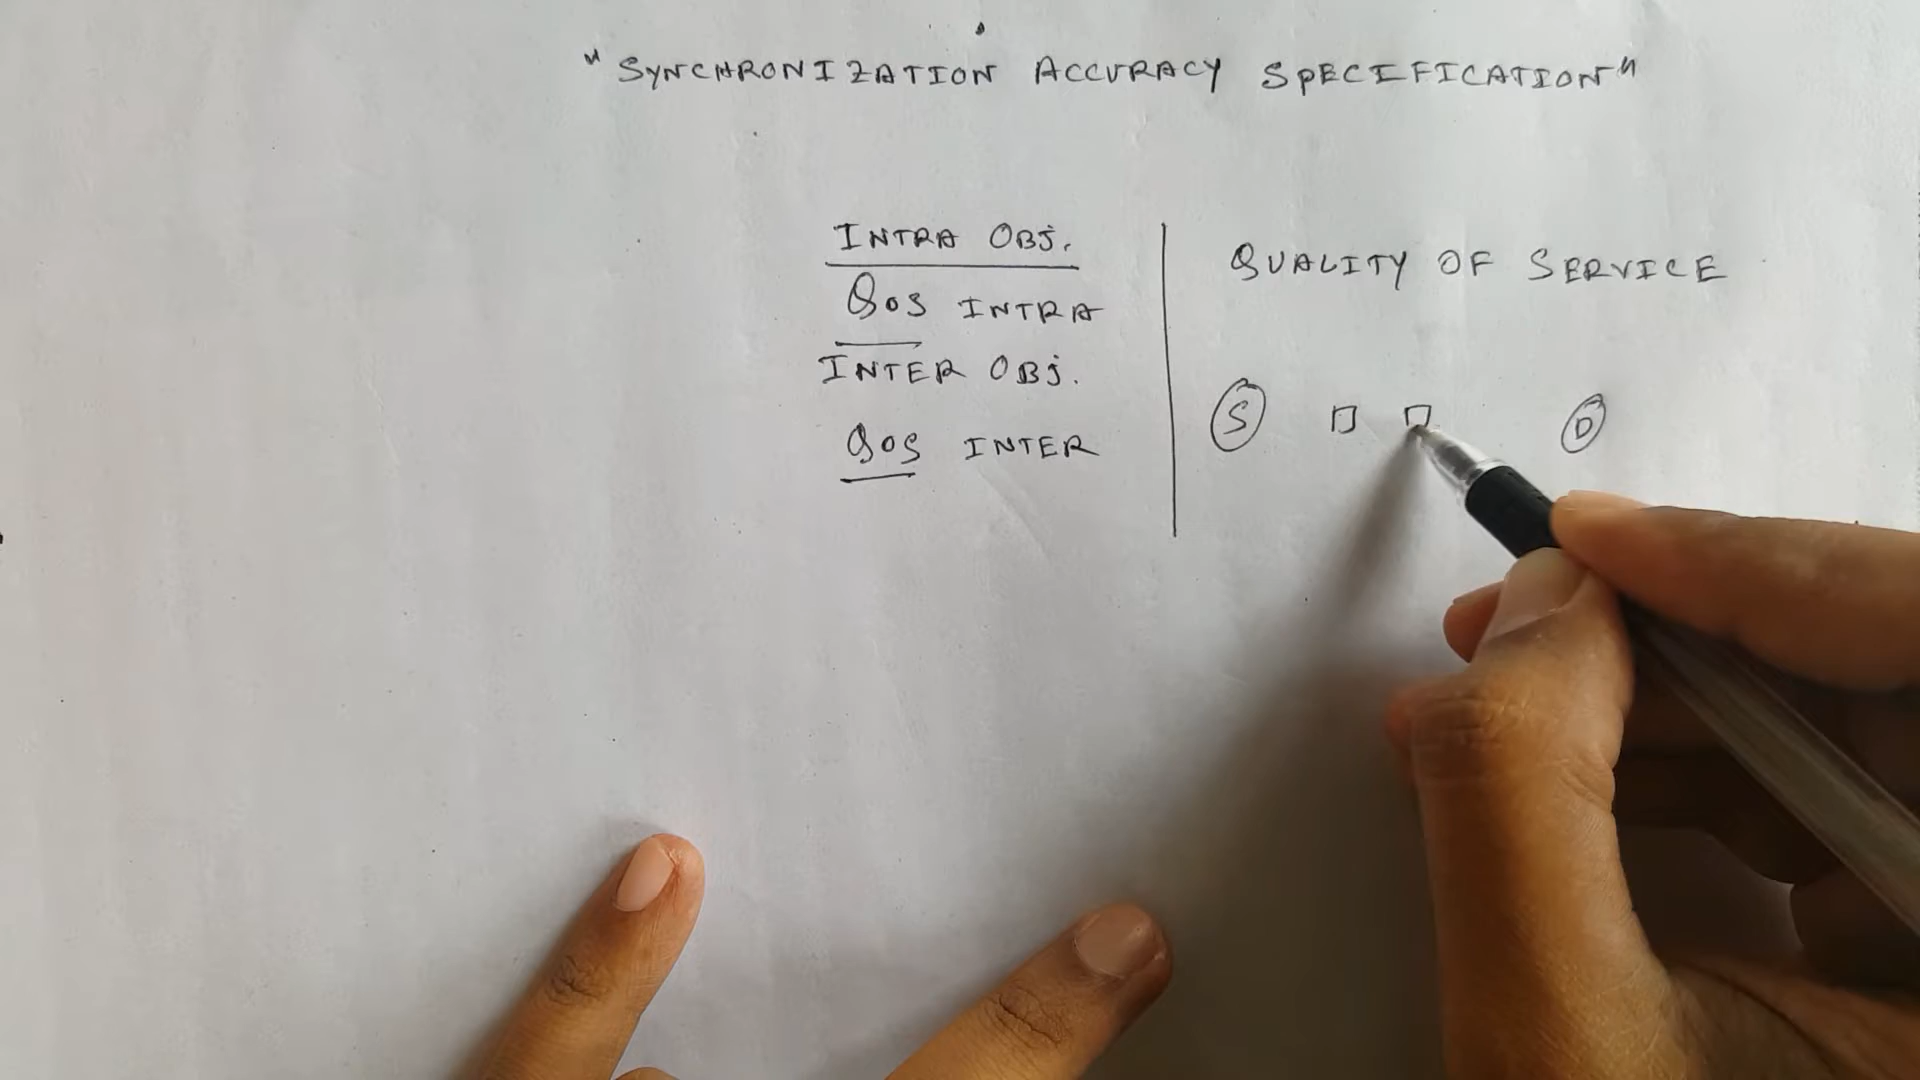 "SYNCHRONIZATION ACCURACY SPECIFICATION"
INTRA OBJ.
QOS INTRA
INTER OBJ.
QOS INTER
QUALITY OF SERVICE
S D